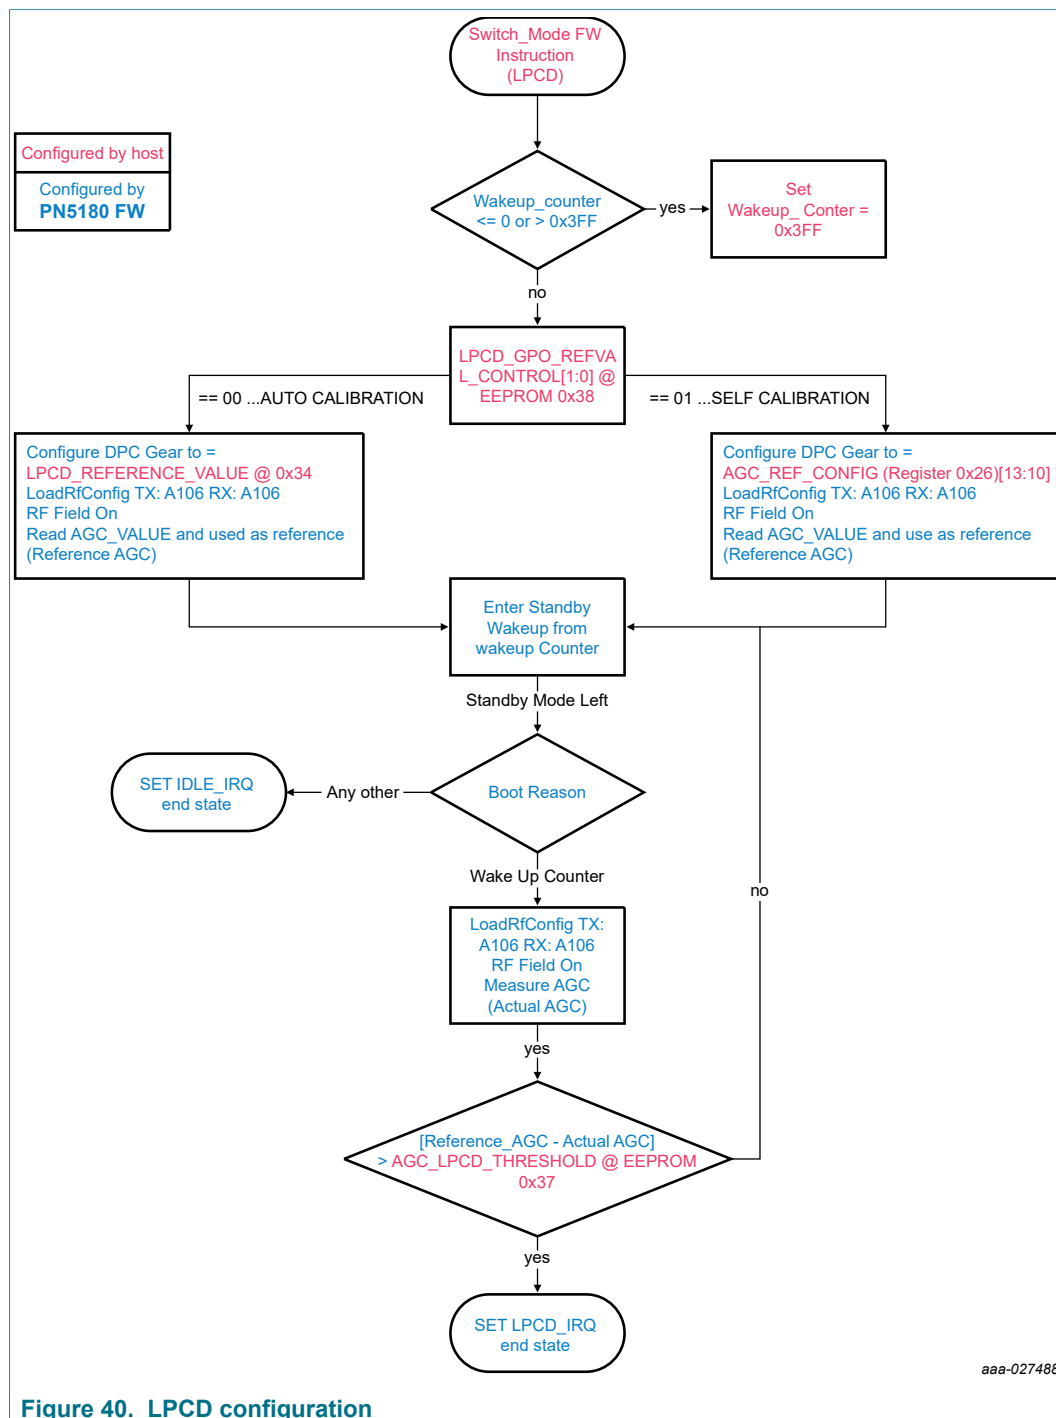 Switch_Mode FW
Instruction
(LPCD)
Configured by host
Configured by
PN5180 FW
Wakeup_counter
<= 0 or > 0x3FF
yes
Set
Wakeup_ Conter =
0x3FF
no
LPCD_GPO_REFVA
L_CONTROL[1:0] @
EEPROM 0x38
== 00 ...AUTO CALIBRATION
== 01 ...SELF CALIBRATION
Configure DPC Gear to =
LPCD_REFERENCE_VALUE @ 0x34
LoadRfConfig TX: A106 RX: A106
RF Field On
Read AGC_VALUE and used as reference
(Reference AGC)
Configure DPC Gear to =
AGC_REF_CONFIG (Register 0x26)[13:10]
LoadRfConfig TX: A106 RX: A106
RF Field On
Read AGC_VALUE and use as reference
(Reference AGC)
Enter Standby
Wakeup from
wakeup Counter
Standby Mode Left
SET IDLE_IRQ
end state
Any other
Boot Reason
Wake Up Counter
no
LoadRfConfig TX:
A106 RX: A106
RF Field On
Measure AGC
(Actual AGC)
yes
[Reference_AGC - Actual AGC]
> AGC_LPCD_THRESHOLD @ EEPROM
0x37
yes
SET LPCD_IRQ
end state
aaa-027488
Figure 40. LPCD configuration